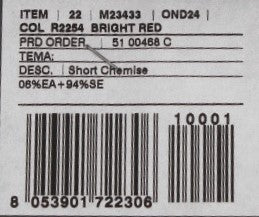 ITEM | 22 | M23433 | OND24 |
COL R2254 BRIGHT RED
PRD ORDER | 51 00468 C
TEMA:
DESC. | Short Chemise
06%EA+94%SE
10001
8 053901 722306